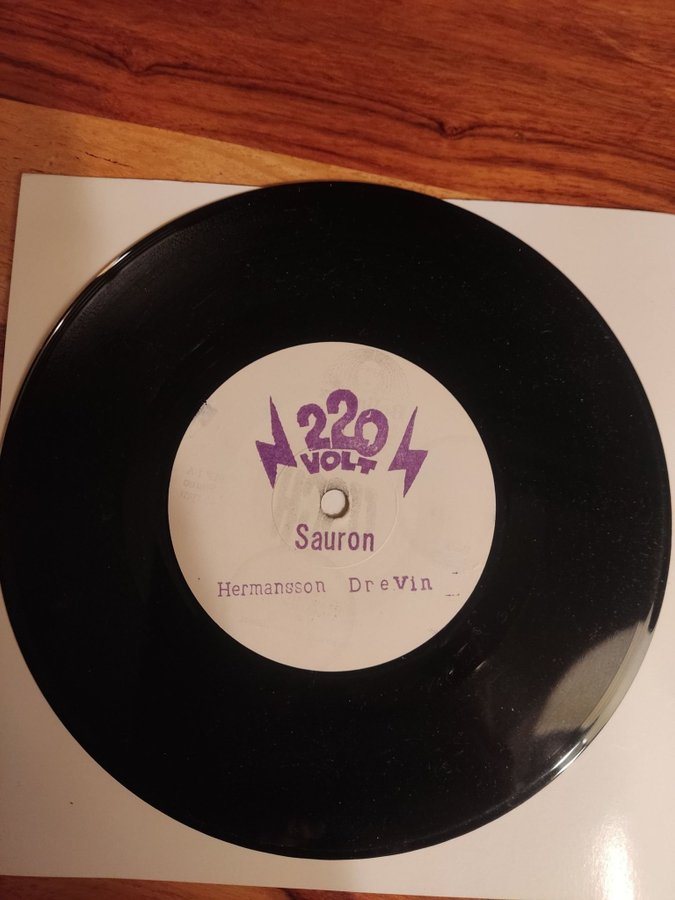 220
VOLT
Sauron
Hermansson DreVin